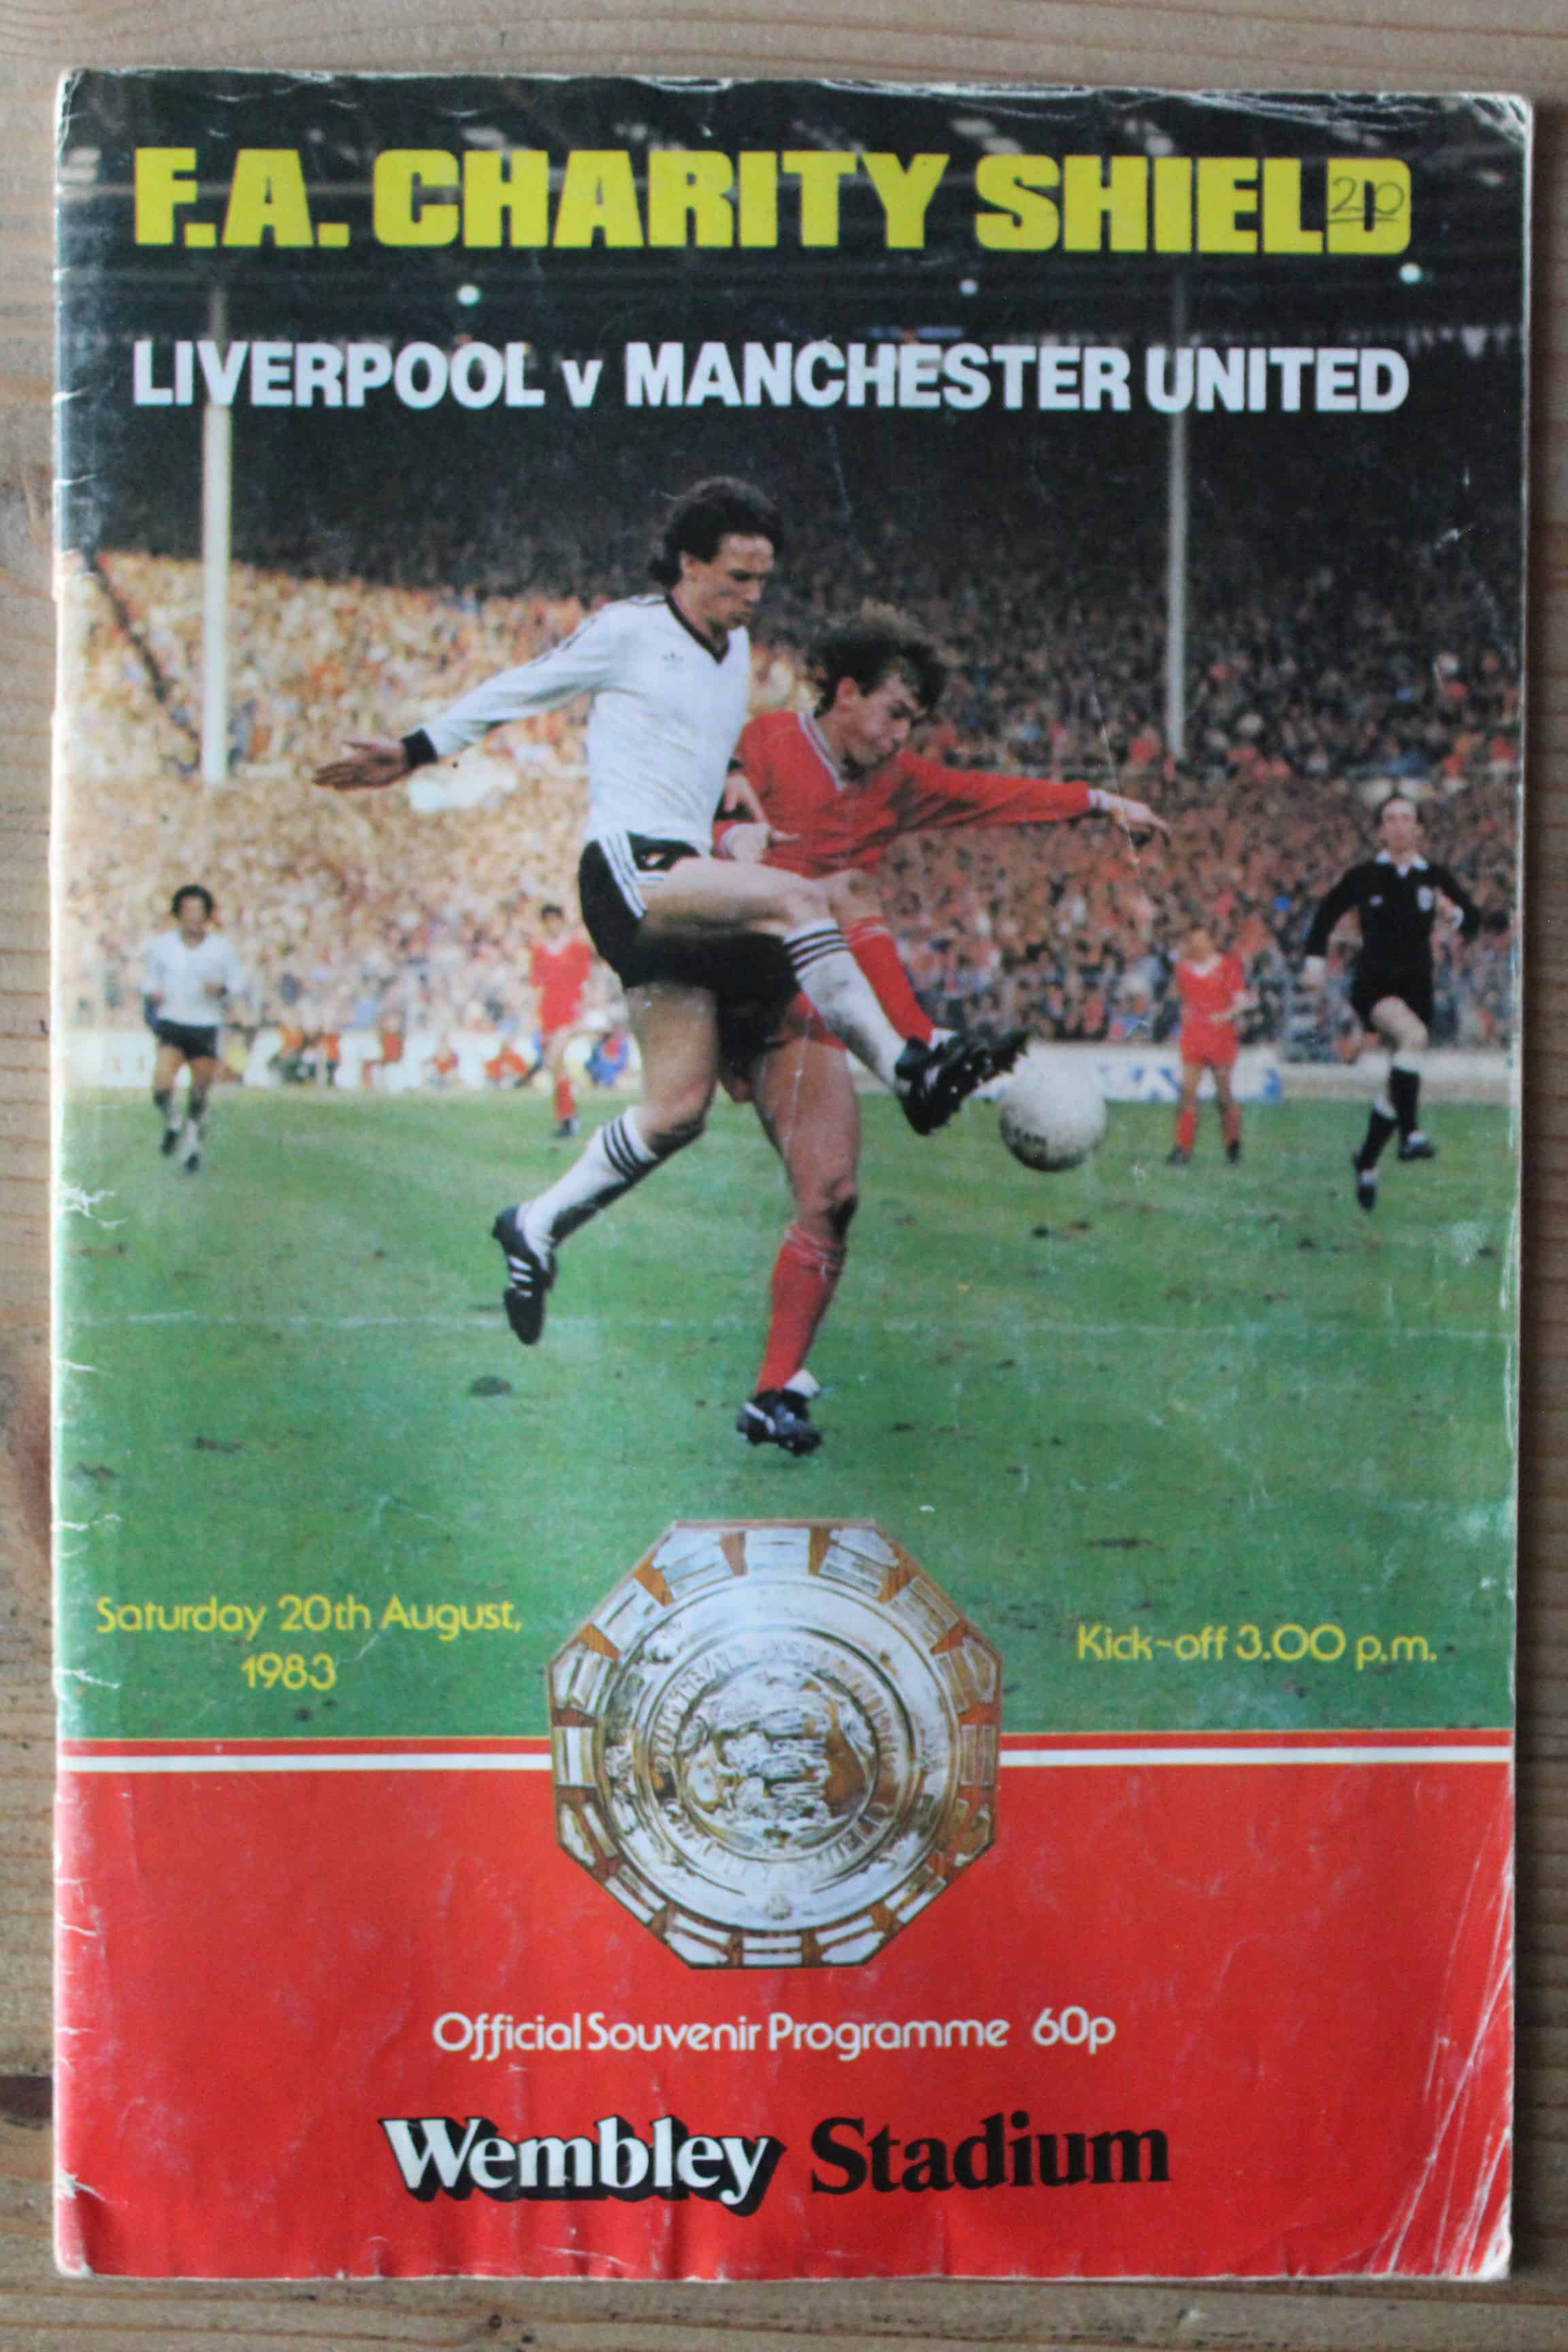 F.A. CHARITY SHIELD
20
LIVERPOOL v MANCHESTER UNITED
Saturday 20th August,
1983
Kick-off 3.00 p.m.
Official Souvenir Programme 60p
Wembley Stadium